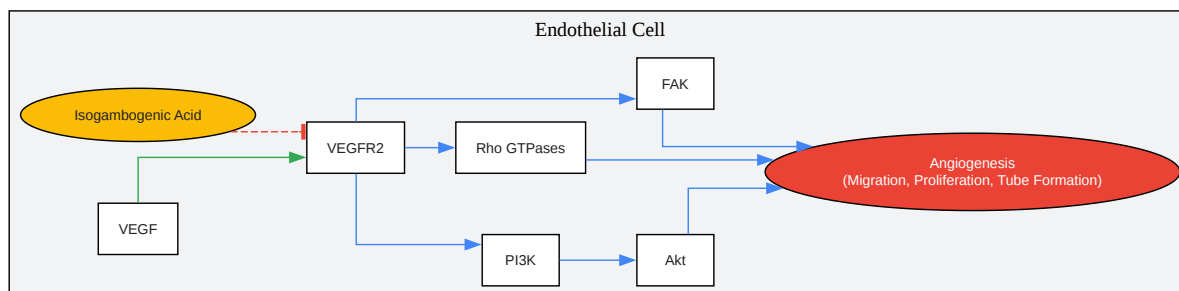 Endothelial Cell
FAK
Isogambogenic Acid
VEGFR2
Rho GTPases
Angiogenesis
(Migration, Proliferation, Tube Formation)
VEGF
PI3K
Akt